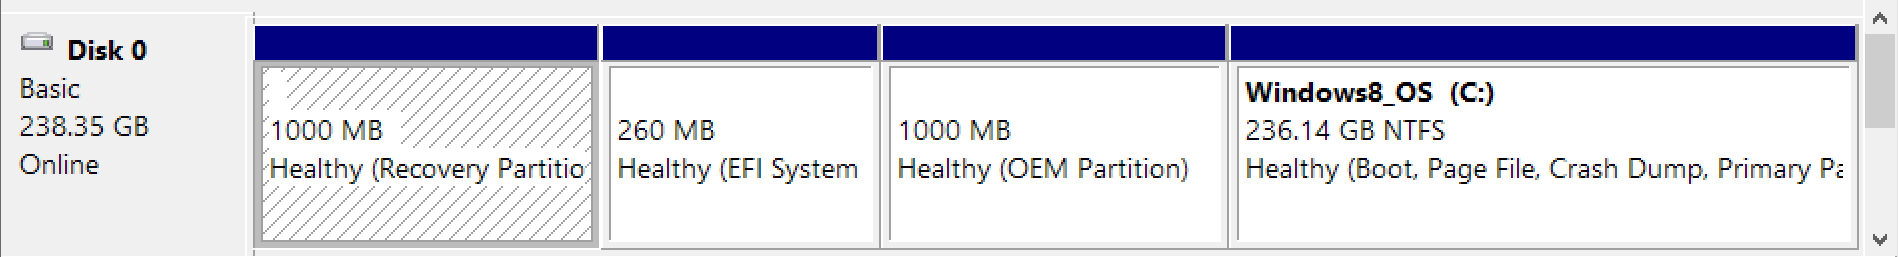 Disk 0
Basic
238.35 GB
Online
1000 MB
Healthy (Recovery Partitio
260 MB
Healthy (EFI System
1000 MB
Healthy (OEM Partition)
Windows8_OS (C:)
236.14 GB NTFS
Healthy (Boot, Page File, Crash Dump, Primary Pa